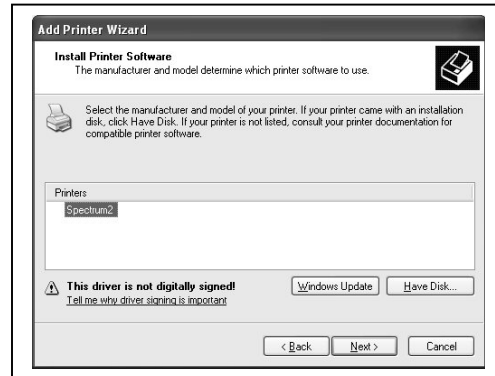 Add Printer Wizard
Install Printer Software
The manufacturer and model determine which printer software to use.
Select the manufacturer and model of your printer. If your printer came with an installation
disk, click Have Disk. If your printer is not listed, consult your printer documentation for
compatible printer software.
Printers
Spectrum2
This driver is not digitally signed!
Tell me why driver signing is important
Windows Update
Have Disk...
< Back
Next >
Cancel